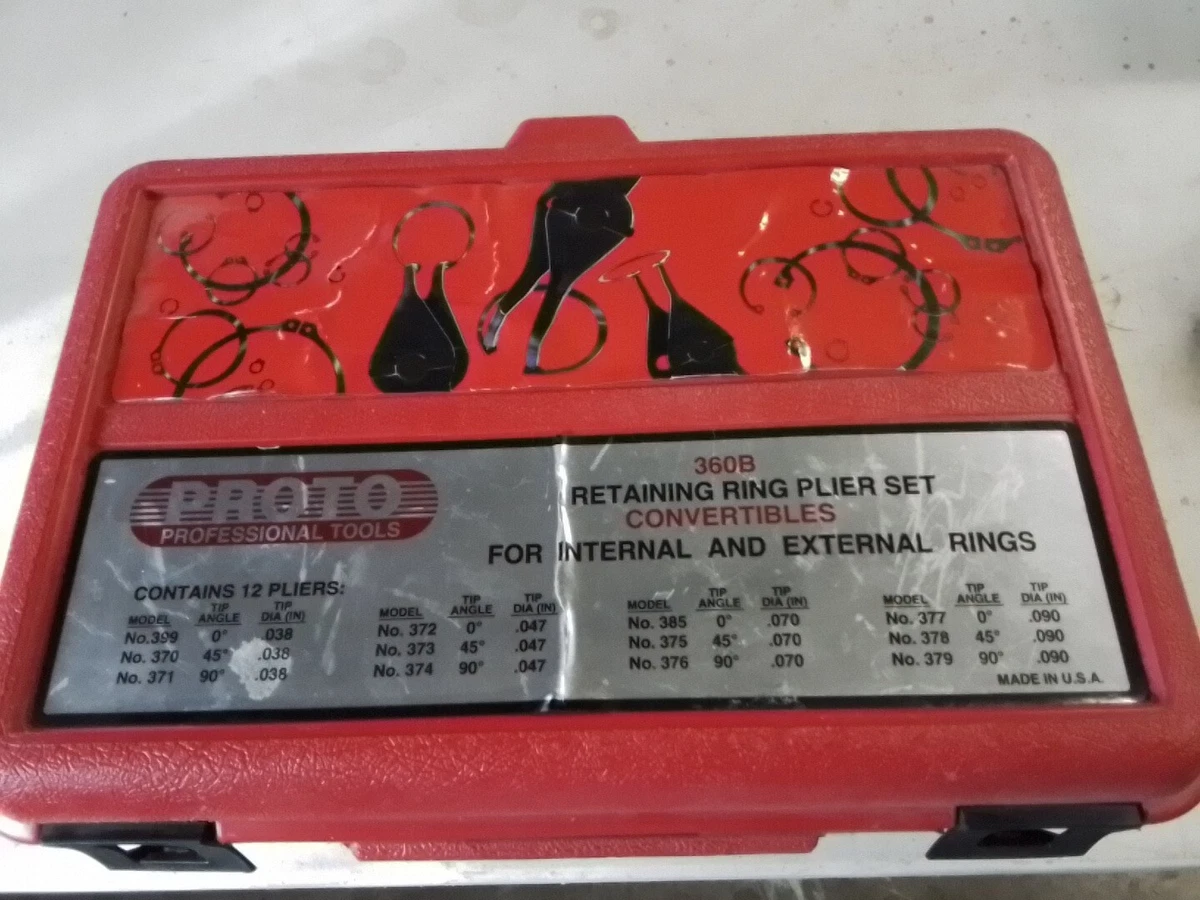 PROTO
PROFESSIONAL TOOLS
360B
RETAINING RING PLIER SET
CONVERTIBLES
FOR INTERNAL AND EXTERNAL RINGS
CONTAINS 12 PLIERS:
MODEL TIP ANGLE TIP DIA (IN)
No.399 0° .038
No. 370 45° .038
No. 371 90° .038
MODEL TIP ANGLE TIP DIA (IN)
No. 372 0° .047
No. 373 45° .047
No. 374 90° .047
MODEL TIP ANGLE TIP DIA (IN)
No. 385 0° .070
No. 375 45° .070
No. 376 90° .070
MODEL TIP ANGLE TIP DIA (IN)
No. 377 0° .090
No. 378 45° .090
No. 379 90° .090
MADE IN U.S.A.